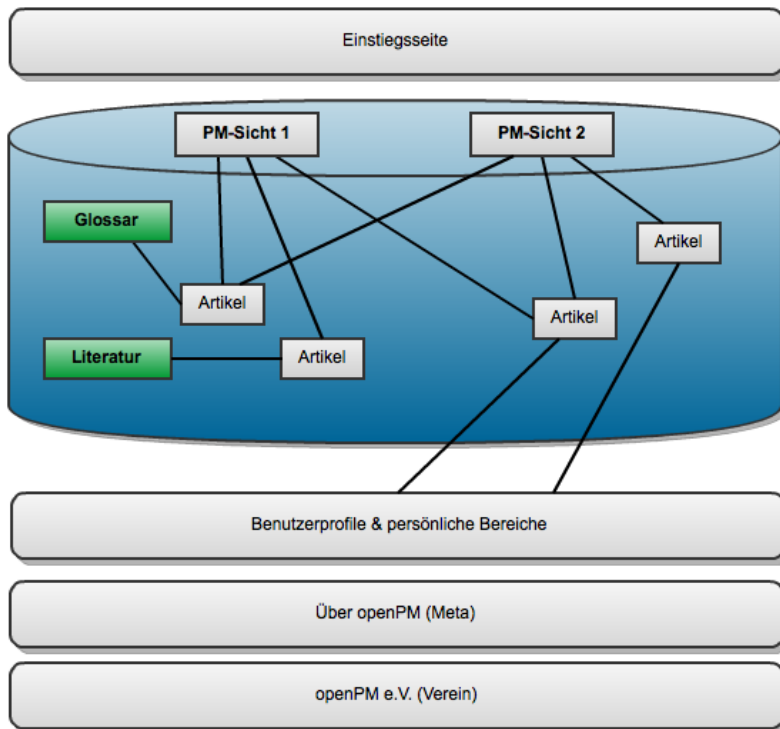 Einstiegsseite
PM-Sicht 1
PM-Sicht 2
Glossar
Artikel
Artikel
Artikel
Literatur
Artikel
Benutzerprofile & persönliche Bereiche
Über openPM (Meta)
openPM e.V. (Verein)